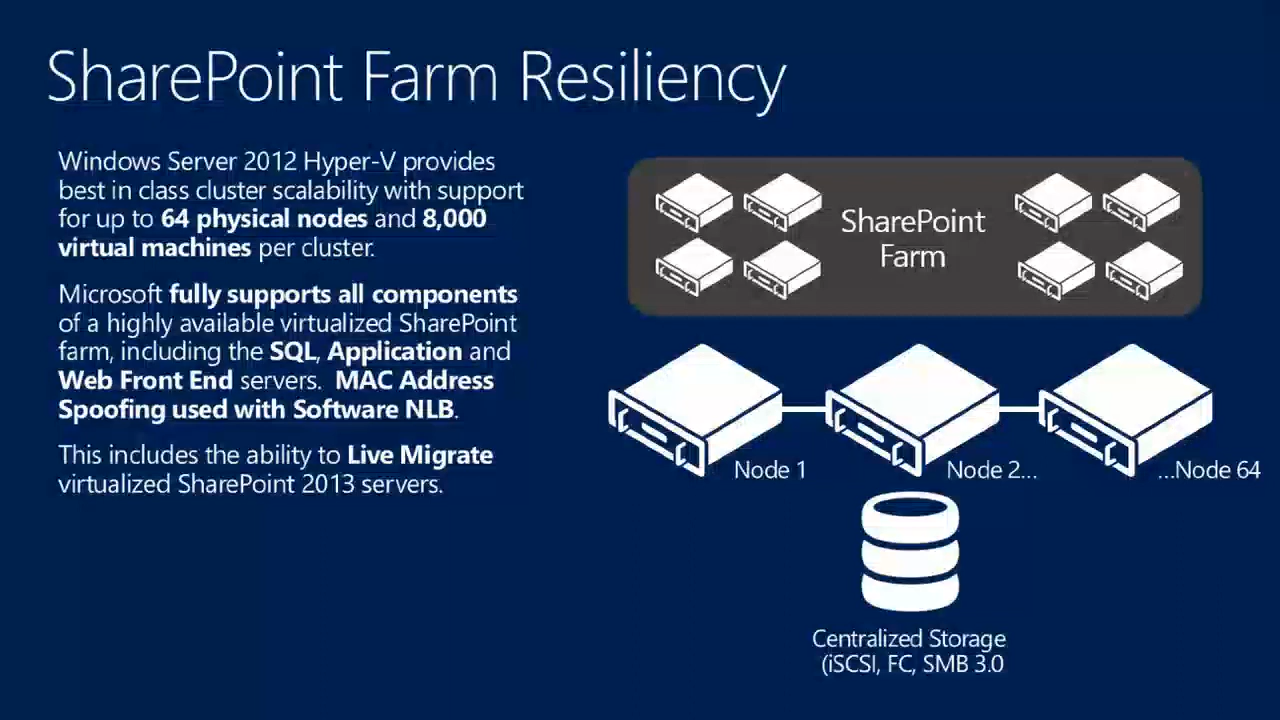 SharePoint Farm Resiliency
Windows Server 2012 Hyper-V provides
best in class cluster scalability with support
for up to 64 physical nodes and 8,000
virtual machines per cluster.
Microsoft fully supports all components
of a highly available virtualized SharePoint
farm, including the SQL, Application and
Web Front End servers.  MAC Address
Spoofing used with Software NLB.
This includes the ability to Live Migrate
virtualized SharePoint 2013 servers.
SharePoint
Farm
Node 1
Node 2...
...Node 64
Centralized Storage
(iSCSI, FC, SMB 3.0